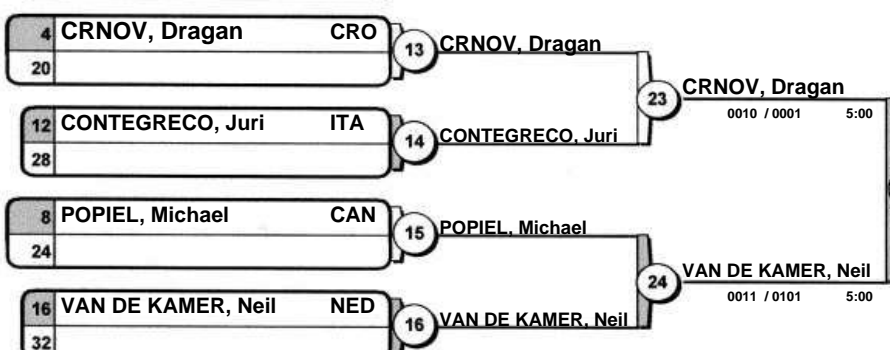 4 CRNOV, Dragan CRO
20
13 CRNOV, Dragan
12 CONTEGRECO, Juri ITA
28
14 CONTEGRECO, Juri
23 CRNOV, Dragan
0010 / 0001 5:00
8 POPIEL, Michael CAN
24
15 POPIEL, Michael
16 VAN DE KAMER, Neil NED
32
16 VAN DE KAMER, Neil
24 VAN DE KAMER, Neil
0011 / 0101 5:00